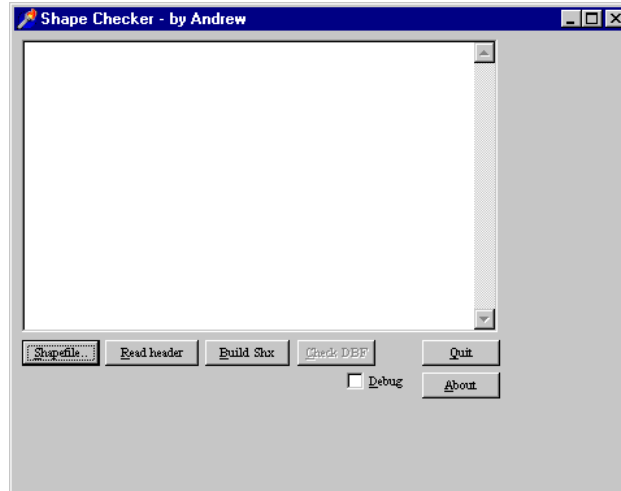 Shape Checker - by Andrew
Shapefile.. Read header Build Shx Check DBF Quit
Debug About